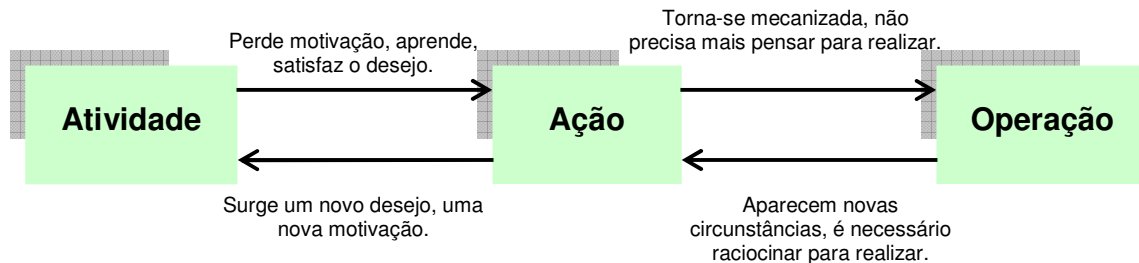 Perde motivação, aprende,
satisfaz o desejo.
Torna-se mecanizada, não
precisa mais pensar para realizar.
Atividade
Ação
Operação
Surge um novo desejo, uma
nova motivação.
Aparecem novas
circunstâncias, é necessário
raciocinar para realizar.